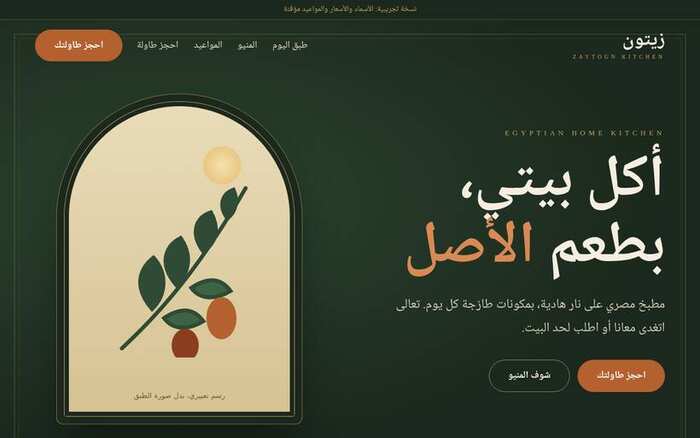 نسخة تجريبية: الأسماء والأسعار والمواعيد مؤقتة
زيتون
ZAYTOUN KITCHEN
طبق اليوم
المنيو
المواعيد
احجز طاولة
احجز طاولتك
EGYPTIAN HOME KITCHEN
أكل بيتي،
بطعم الأصل
مطبخ مصري على نار هادية، بمكونات طازجة كل يوم. تعالى
اتغدى معانا أو اطلب لحد البيت.
احجز طاولتك
شوف المنيو
رسم تعبيري، بدل صورة الطبق